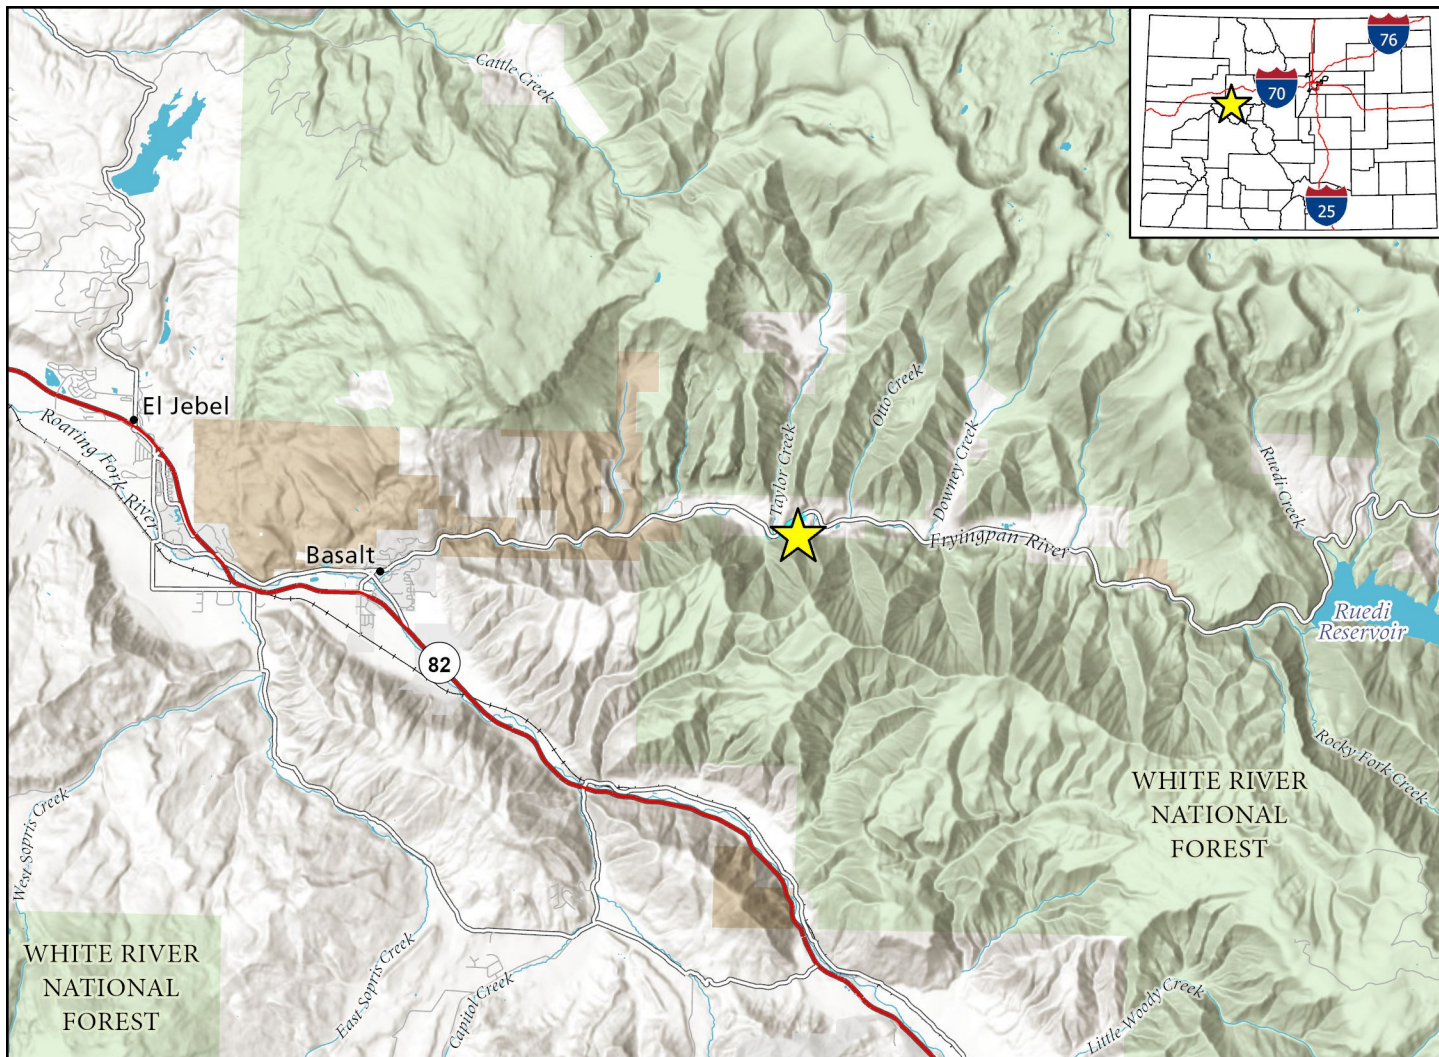 Cattle Creek
76
70
25
El Jebel
Roaring Fork River
Taylor Creek
Otto Creek
Downey Creek
Ruedi Creek
Basalt
Fryingpan River
Ruedi
Reservoir
82
Rocky Fork Creek
WHITE RIVER
NATIONAL
FOREST
West Sopris Creek
WHITE RIVER
NATIONAL
FOREST
East Sopris Creek
Capitol Creek
Little Woody Creek